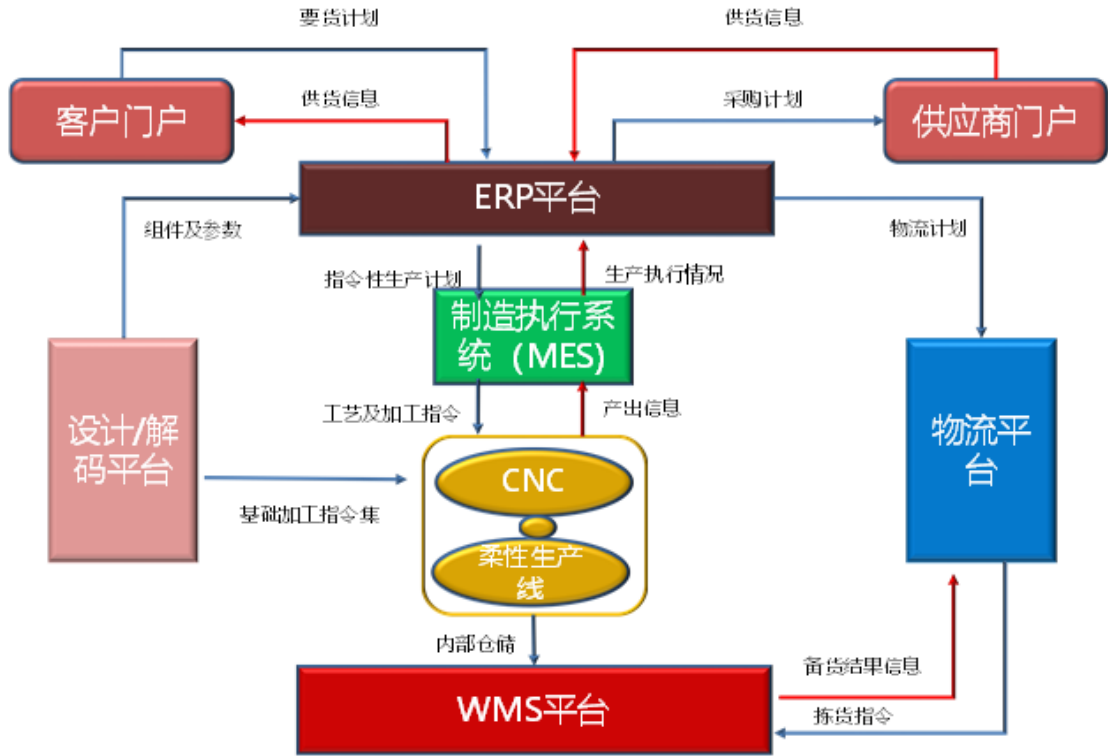 要货计划
供货信息
客户门户
供货信息
采购计划
供应商门户
ERP平台
组件及参数
物流计划
指令性生产计划
生产执行情况
制造执行系
统（MES)
工艺及加工指令
产出信息
设计/解
码平台
物流平
台
CNC
基础加工指令集
柔性生产
线
内部仓储
备货结果信息
WMS平台
拣货指令